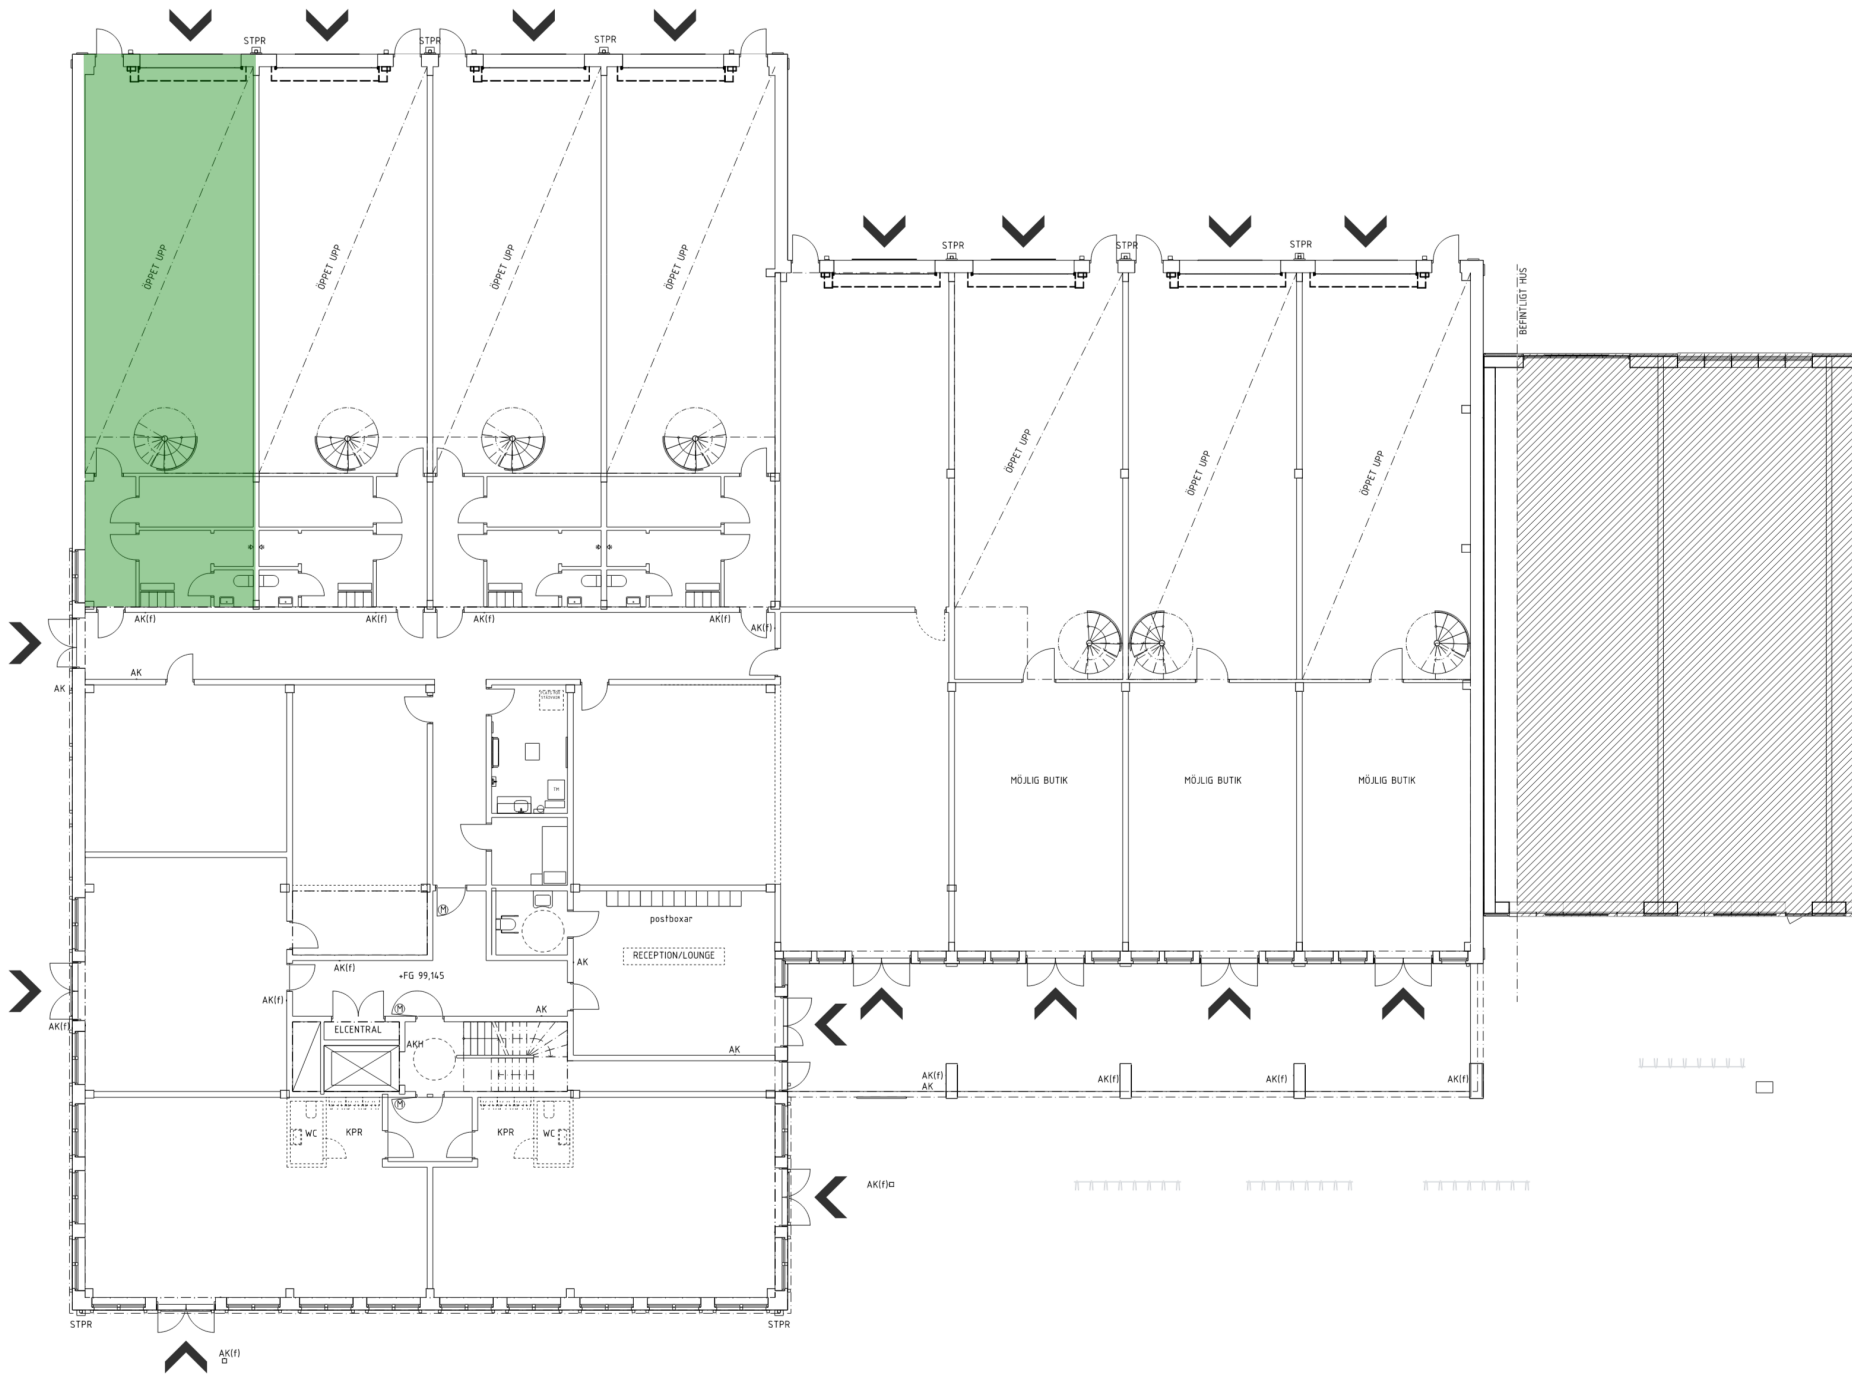 STPR
STPR
STPR
ÖPPET UPP
ÖPPET UPP
ÖPPET UPP
ÖPPET UPP
STPR
STPR
STPR
BEFINTLIGT HUS
ÖPPET UPP
ÖPPET UPP
ÖPPET UPP
AK(f)
AK(f)
AK(f)
AK(f)
AK(f)
AK
AK
TM
MÖJLIG BUTIK
MÖJLIG BUTIK
MÖJLIG BUTIK
M
postboxar
RECEPTION/LOUNGE
AK
AK(f)
+FG 99,145
AK(f)
M
AK
AK(f)
ELCENTRAL
AKH
AK
AK(f)
AK
AK(f)
AK(f)
AK(f)
M
WC
KPR
KPR
WC
AK(f)
STPR
STPR
AK(f)